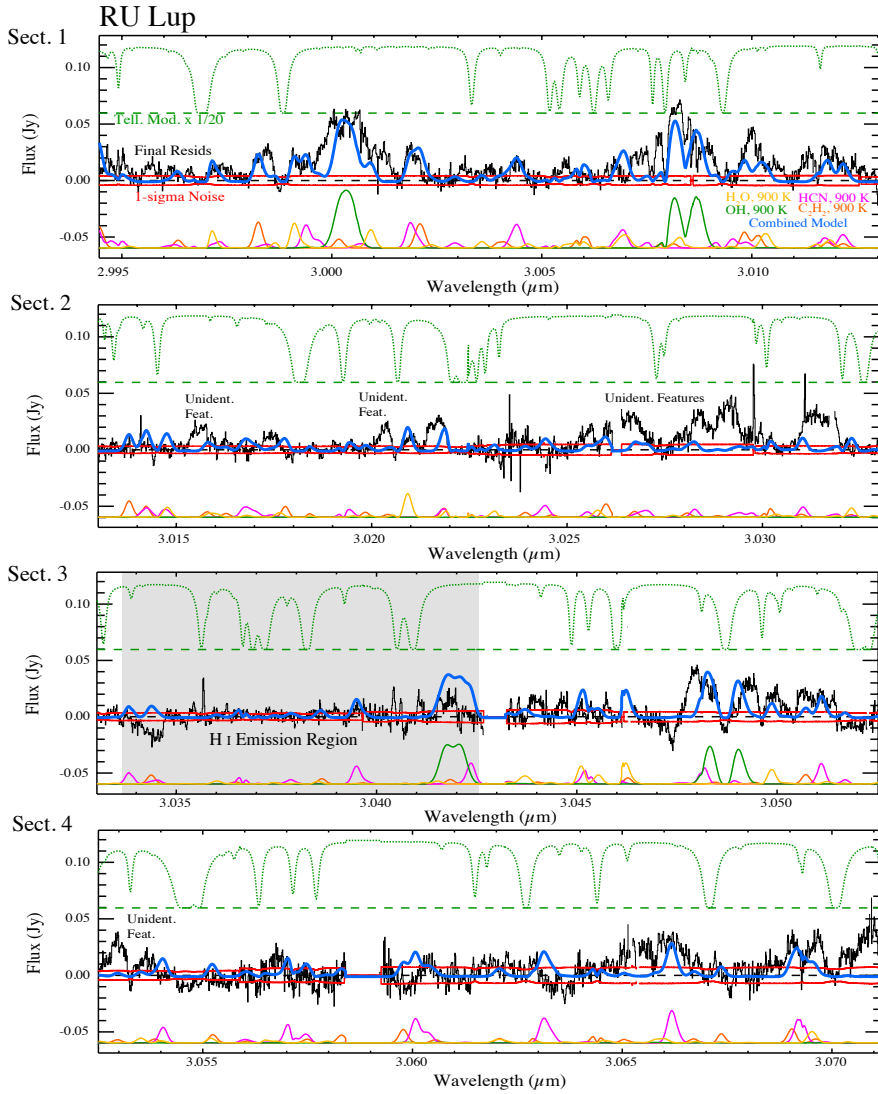 RU Lup
Sect. 1
0.10
Tell. Mod. x 1/20
0.05
Final Resids
0.00
1-sigma Noise
H₂O, 900 K HCN, 900 K
OH, 900 K C₂H₂, 900 K
Combined Model
-0.05
Flux (Jy)
2.995 3.000 3.005 3.010
Wavelength (μm)
Sect. 2
0.10
0.05
Unident.
Feat.
Unident.
Feat.
Unident. Features
0.00
-0.05
Flux (Jy)
3.015 3.020 3.025 3.030
Wavelength (μm)
Sect. 3
0.10
0.05
0.00
H I Emission Region
-0.05
Flux (Jy)
3.035 3.040 3.045 3.050
Wavelength (μm)
Sect. 4
0.10
0.05
Unident.
Feat.
0.00
-0.05
Flux (Jy)
3.055 3.060 3.065 3.070
Wavelength (μm)